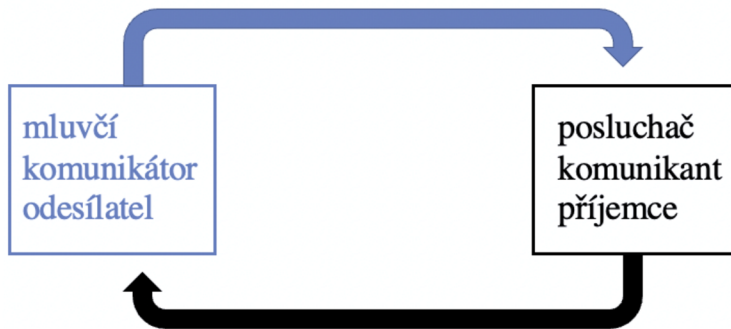 mluvčí
komunikátor
odesílatel
posluchač
komunikant
příjemce